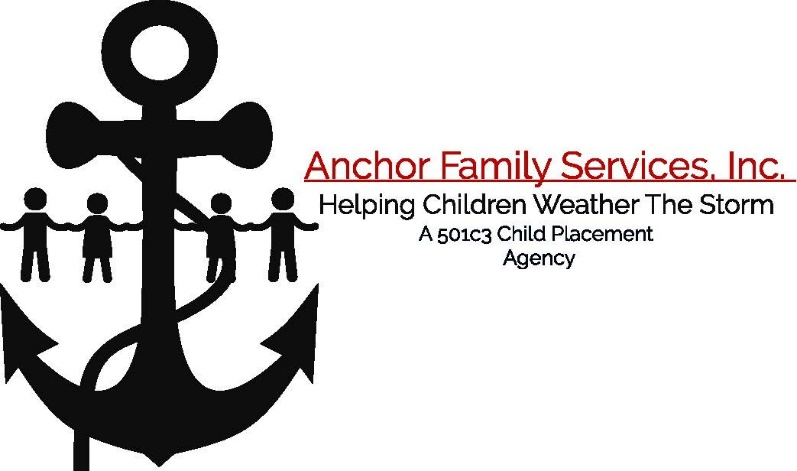 Anchor Family Services, Inc.
Helping Children Weather The Storm
A 501c3 Child Placement
Agency